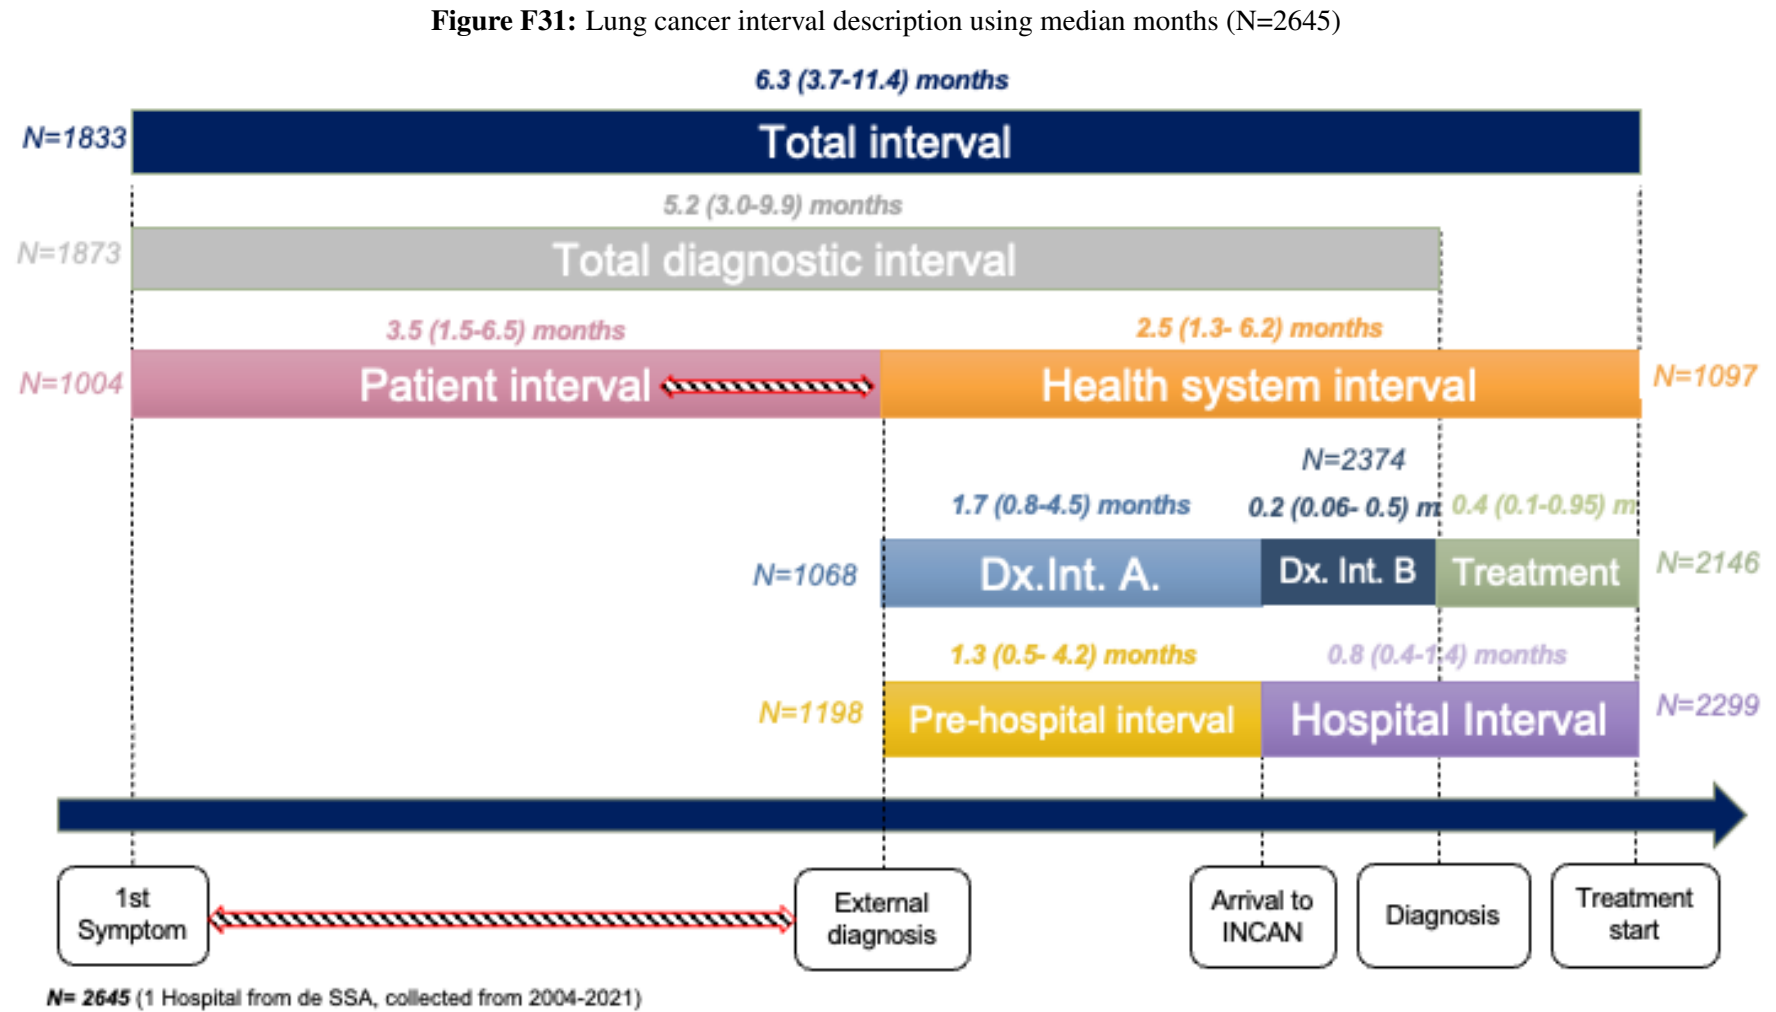 Figure F31: Lung cancer interval description using median months (N=2645)
6.3 (3.7-11.4) months
N=1833
Total interval
5.2 (3.0-9.9) months
N=1873
Total diagnostic interval
3.5 (1.5-6.5) months
2.5 (1.3- 6.2) months
N=1004
Patient interval
Health system interval
N=1097
N=2374
1.7 (0.8-4.5) months
0.2 (0.06- 0.5) m
0.4 (0.1-0.95) m
N=1068
Dx.Int. A.
Dx. Int. B
Treatment
N=2146
1.3 (0.5- 4.2) months
0.8 (0.4-1.4) months
N=1198
Pre-hospital interval
Hospital Interval
N=2299
1st
Symptom
External
diagnosis
Arrival to
INCAN
Diagnosis
Treatment
start
N= 2645 (1 Hospital from de SSA, collected from 2004-2021)